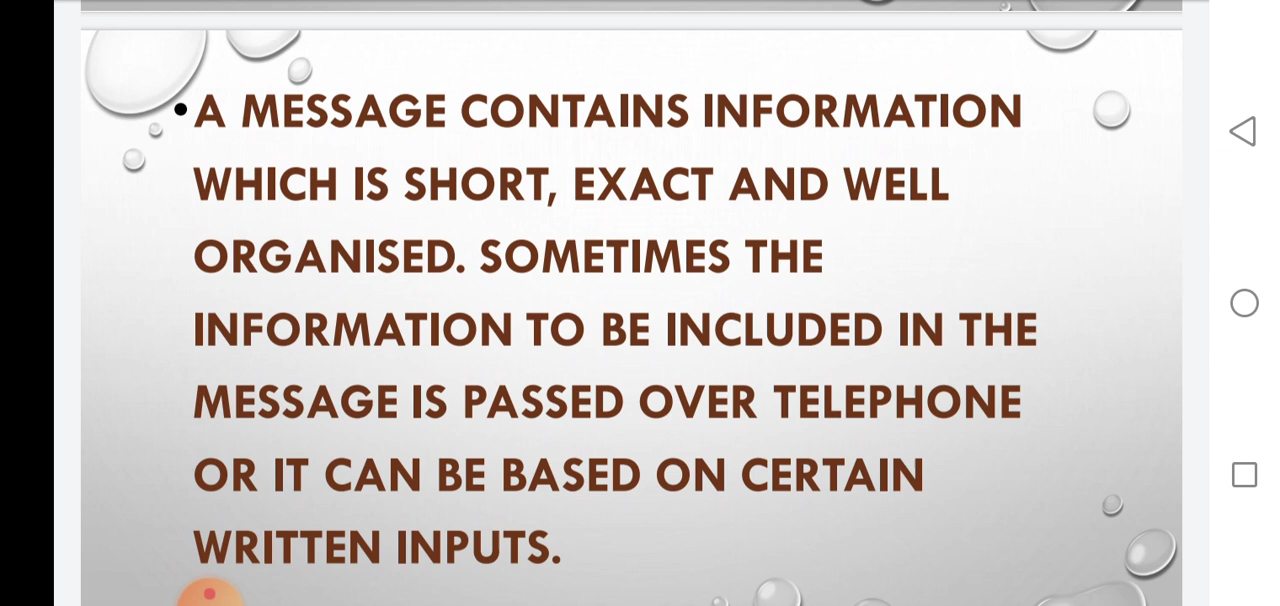 • A MESSAGE CONTAINS INFORMATION
WHICH IS SHORT, EXACT AND WELL
ORGANISED. SOMETIMES THE
INFORMATION TO BE INCLUDED IN THE
MESSAGE IS PASSED OVER TELEPHONE
OR IT CAN BE BASED ON CERTAIN
WRITTEN INPUTS.